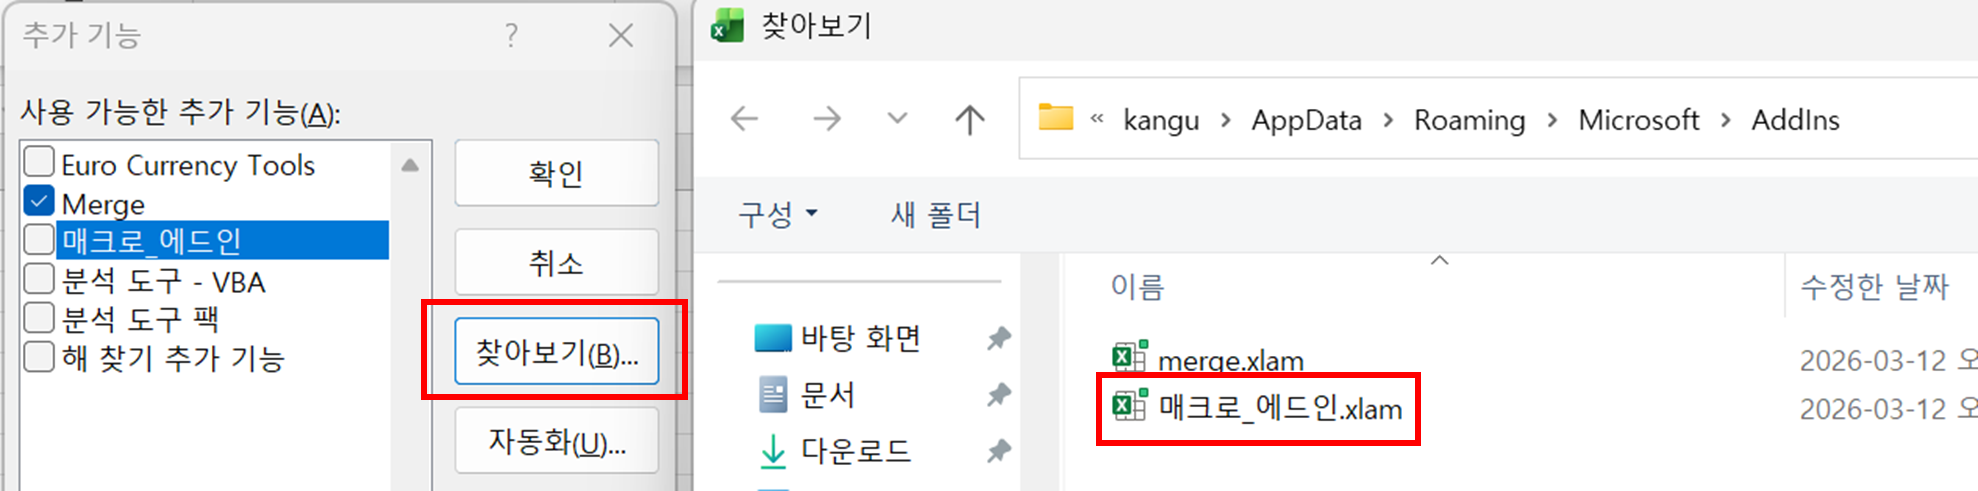 추가 기능
?
사용 가능한 추가 기능(A):
Euro Currency Tools
Merge
매크로_에드인
분석 도구 - VBA
분석 도구 팩
해 찾기 추가 기능
확인
취소
찾아보기(B)...
자동화(U)...
찾아보기
« kangu > AppData > Roaming > Microsoft > AddIns
구성 새 폴더
바탕 화면
문서
다운로드
이름 수정한 날짜
merge.xlam 2026-03-12 오
매크로_에드인.xlam 2026-03-12 오